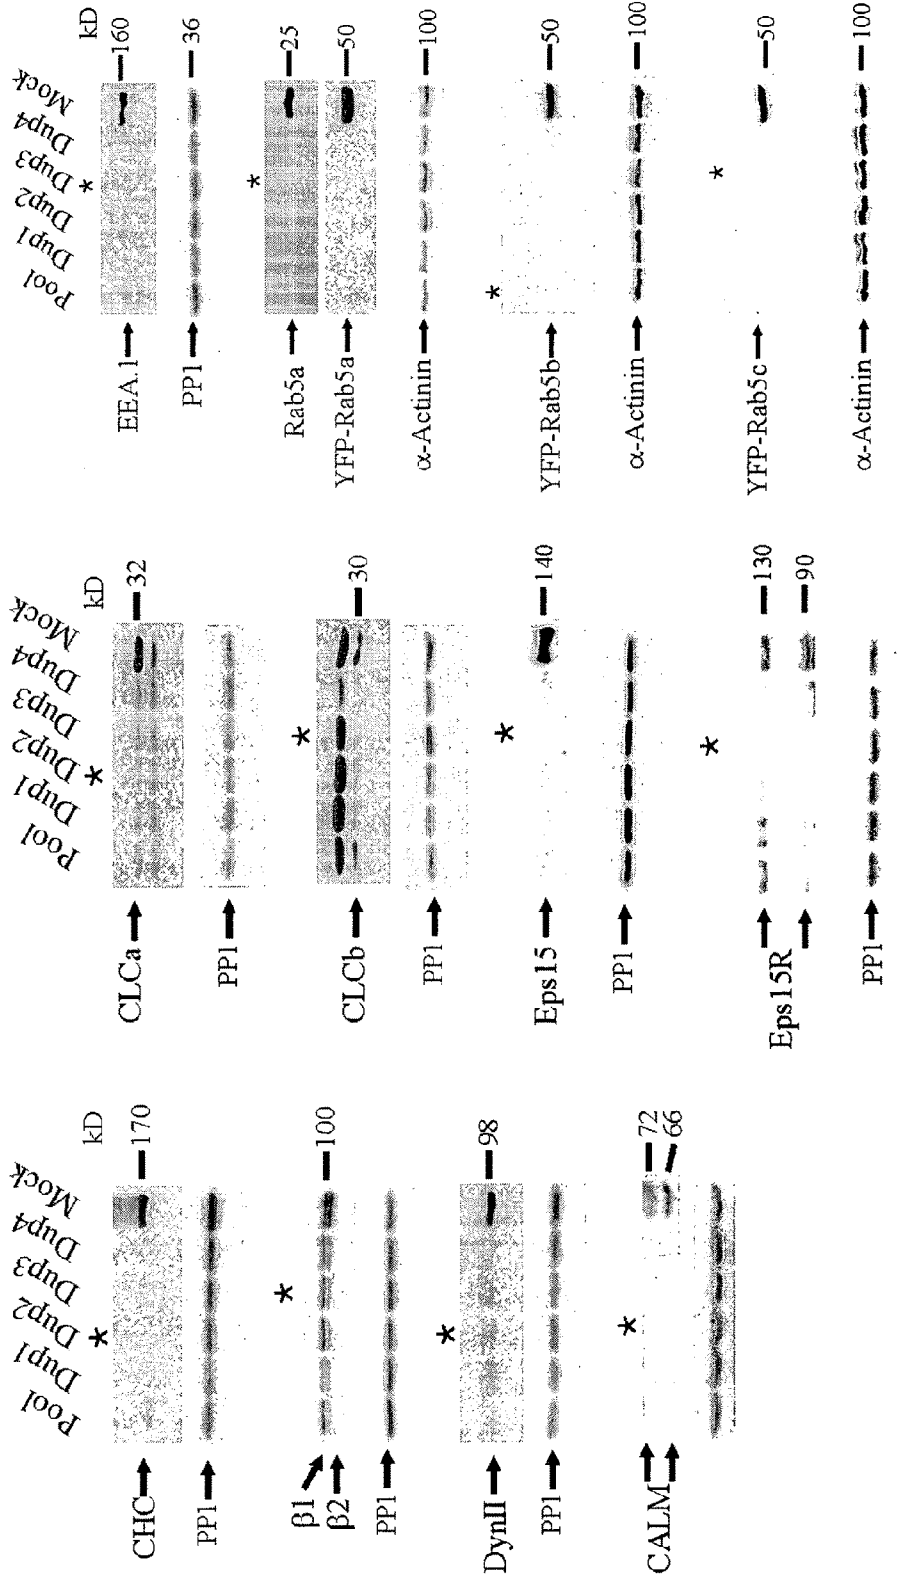 Pool Dup1 Dup2 Dup3 Dup4 Mock
*
kD
CHC 170
PP1
*
β1
β2 100
PP1
*
DynII 98
PP1
*
CALM 72
66
Pool Dup1 Dup2 Dup3 Dup4 Mock
*
kD
CLCa 32
PP1
*
CLCb 30
PP1
*
Eps15 140
PP1
*
Eps15R 130
90
PP1
Pool Dup1 Dup2 Dup3 Dup4 Mock
*
kD
EEA.1 160
PP1 36
*
Rab5a 25
YFP-Rab5a 50
α-Actinin 100
*
YFP-Rab5b 50
α-Actinin 100
*
YFP-Rab5c 50
α-Actinin 100